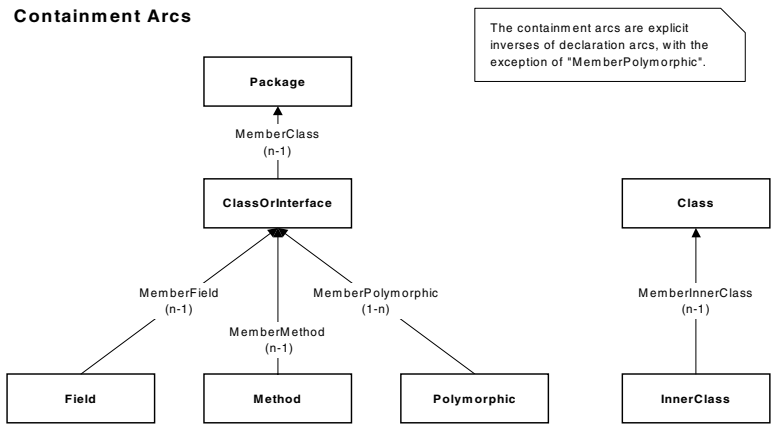 Containment Arcs
The containment arcs are explicit
inverses of declaration arcs, with the
exception of "MemberPolymorphic".
Package
MemberClass
(n-1)
ClassOrInterface
Class
MemberField
(n-1)
MemberPolymorphic
(1-n)
MemberInnerClass
(n-1)
MemberMethod
(n-1)
Field
Method
Polymorphic
InnerClass